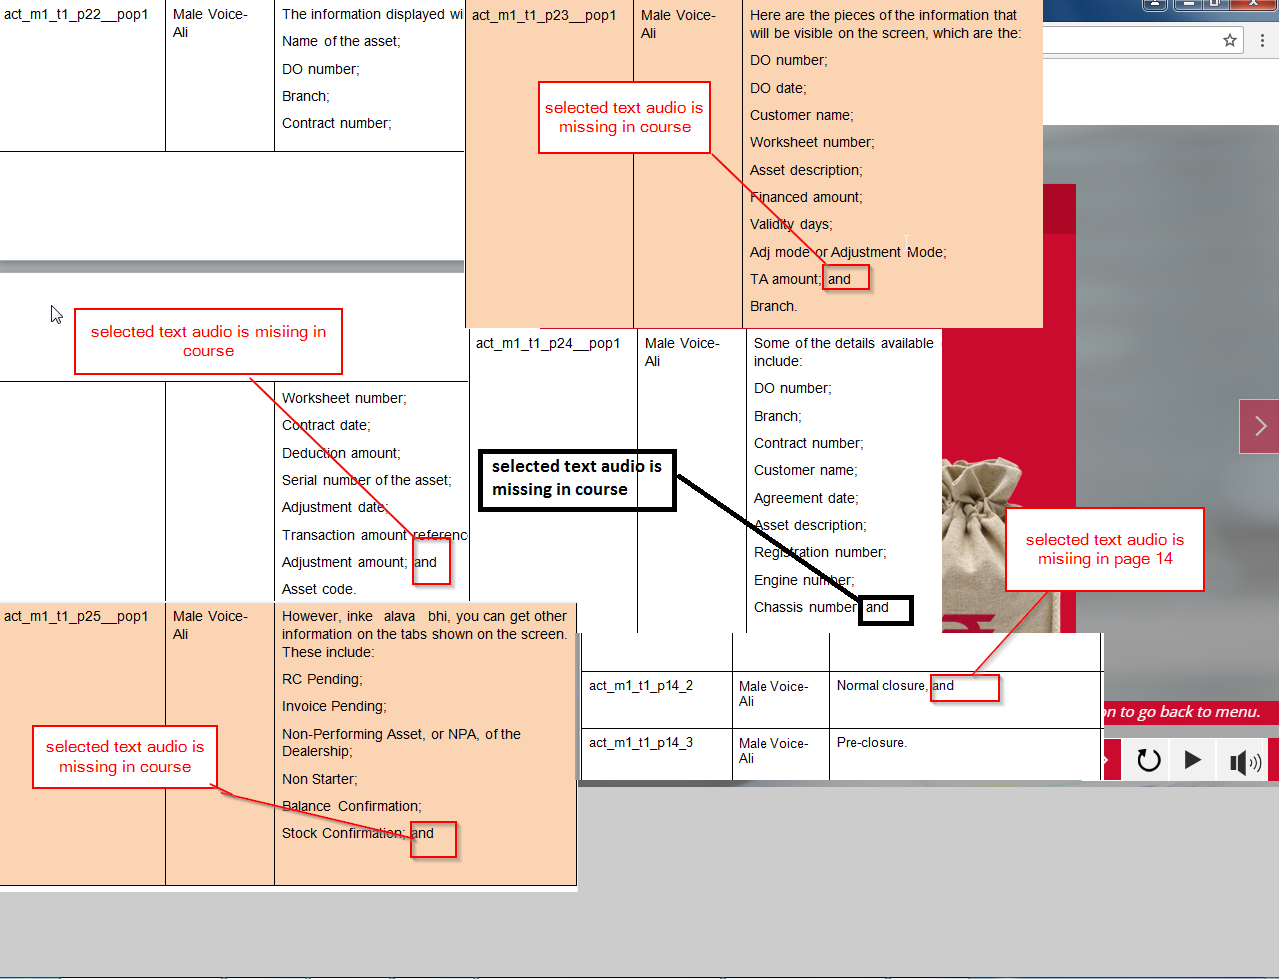 act_m1_t1_p22__pop1
Male Voice-
Ali
The information displayed wi
Name of the asset;
DO number;
Branch;
Contract number;
selected text audio is misiing in
course
Worksheet number;
Contract date;
Deduction amount;
Serial number of the asset;
Adjustment date;
Transaction amount referenc
Adjustment amount; and
Asset code.
act_m1_t1_p23__pop1
Male Voice-
Ali
Here are the pieces of the information that
will be visible on the screen, which are the:
DO number;
DO date;
Customer name;
Worksheet number;
Asset description;
Financed amount;
Validity days;
Adj mode or Adjustment Mode;
TA amount; and
Branch.
selected text audio is
missing in course
act_m1_t1_p24__pop1
Male Voice-
Ali
Some of the details available
include:
DO number;
Branch;
Contract number;
Customer name;
Agreement date;
Asset description;
Registration number;
Engine number;
Chassis number and
selected text audio is
missing in course
act_m1_t1_p25__pop1
Male Voice-
Ali
However, inke alava bhi, you can get other
information on the tabs shown on the screen.
These include:
RC Pending;
Invoice Pending;
Non-Performing Asset, or NPA, of the
Dealership;
Non Starter;
Balance Confirmation;
Stock Confirmation; and
selected text audio is
missing in course
selected text audio is
misiing in page 14
act_m1_t1_p14_2
Male Voice-
Ali
Normal closure, and
act_m1_t1_p14_3
Male Voice-
Ali
Pre-closure.
on to go back to menu.